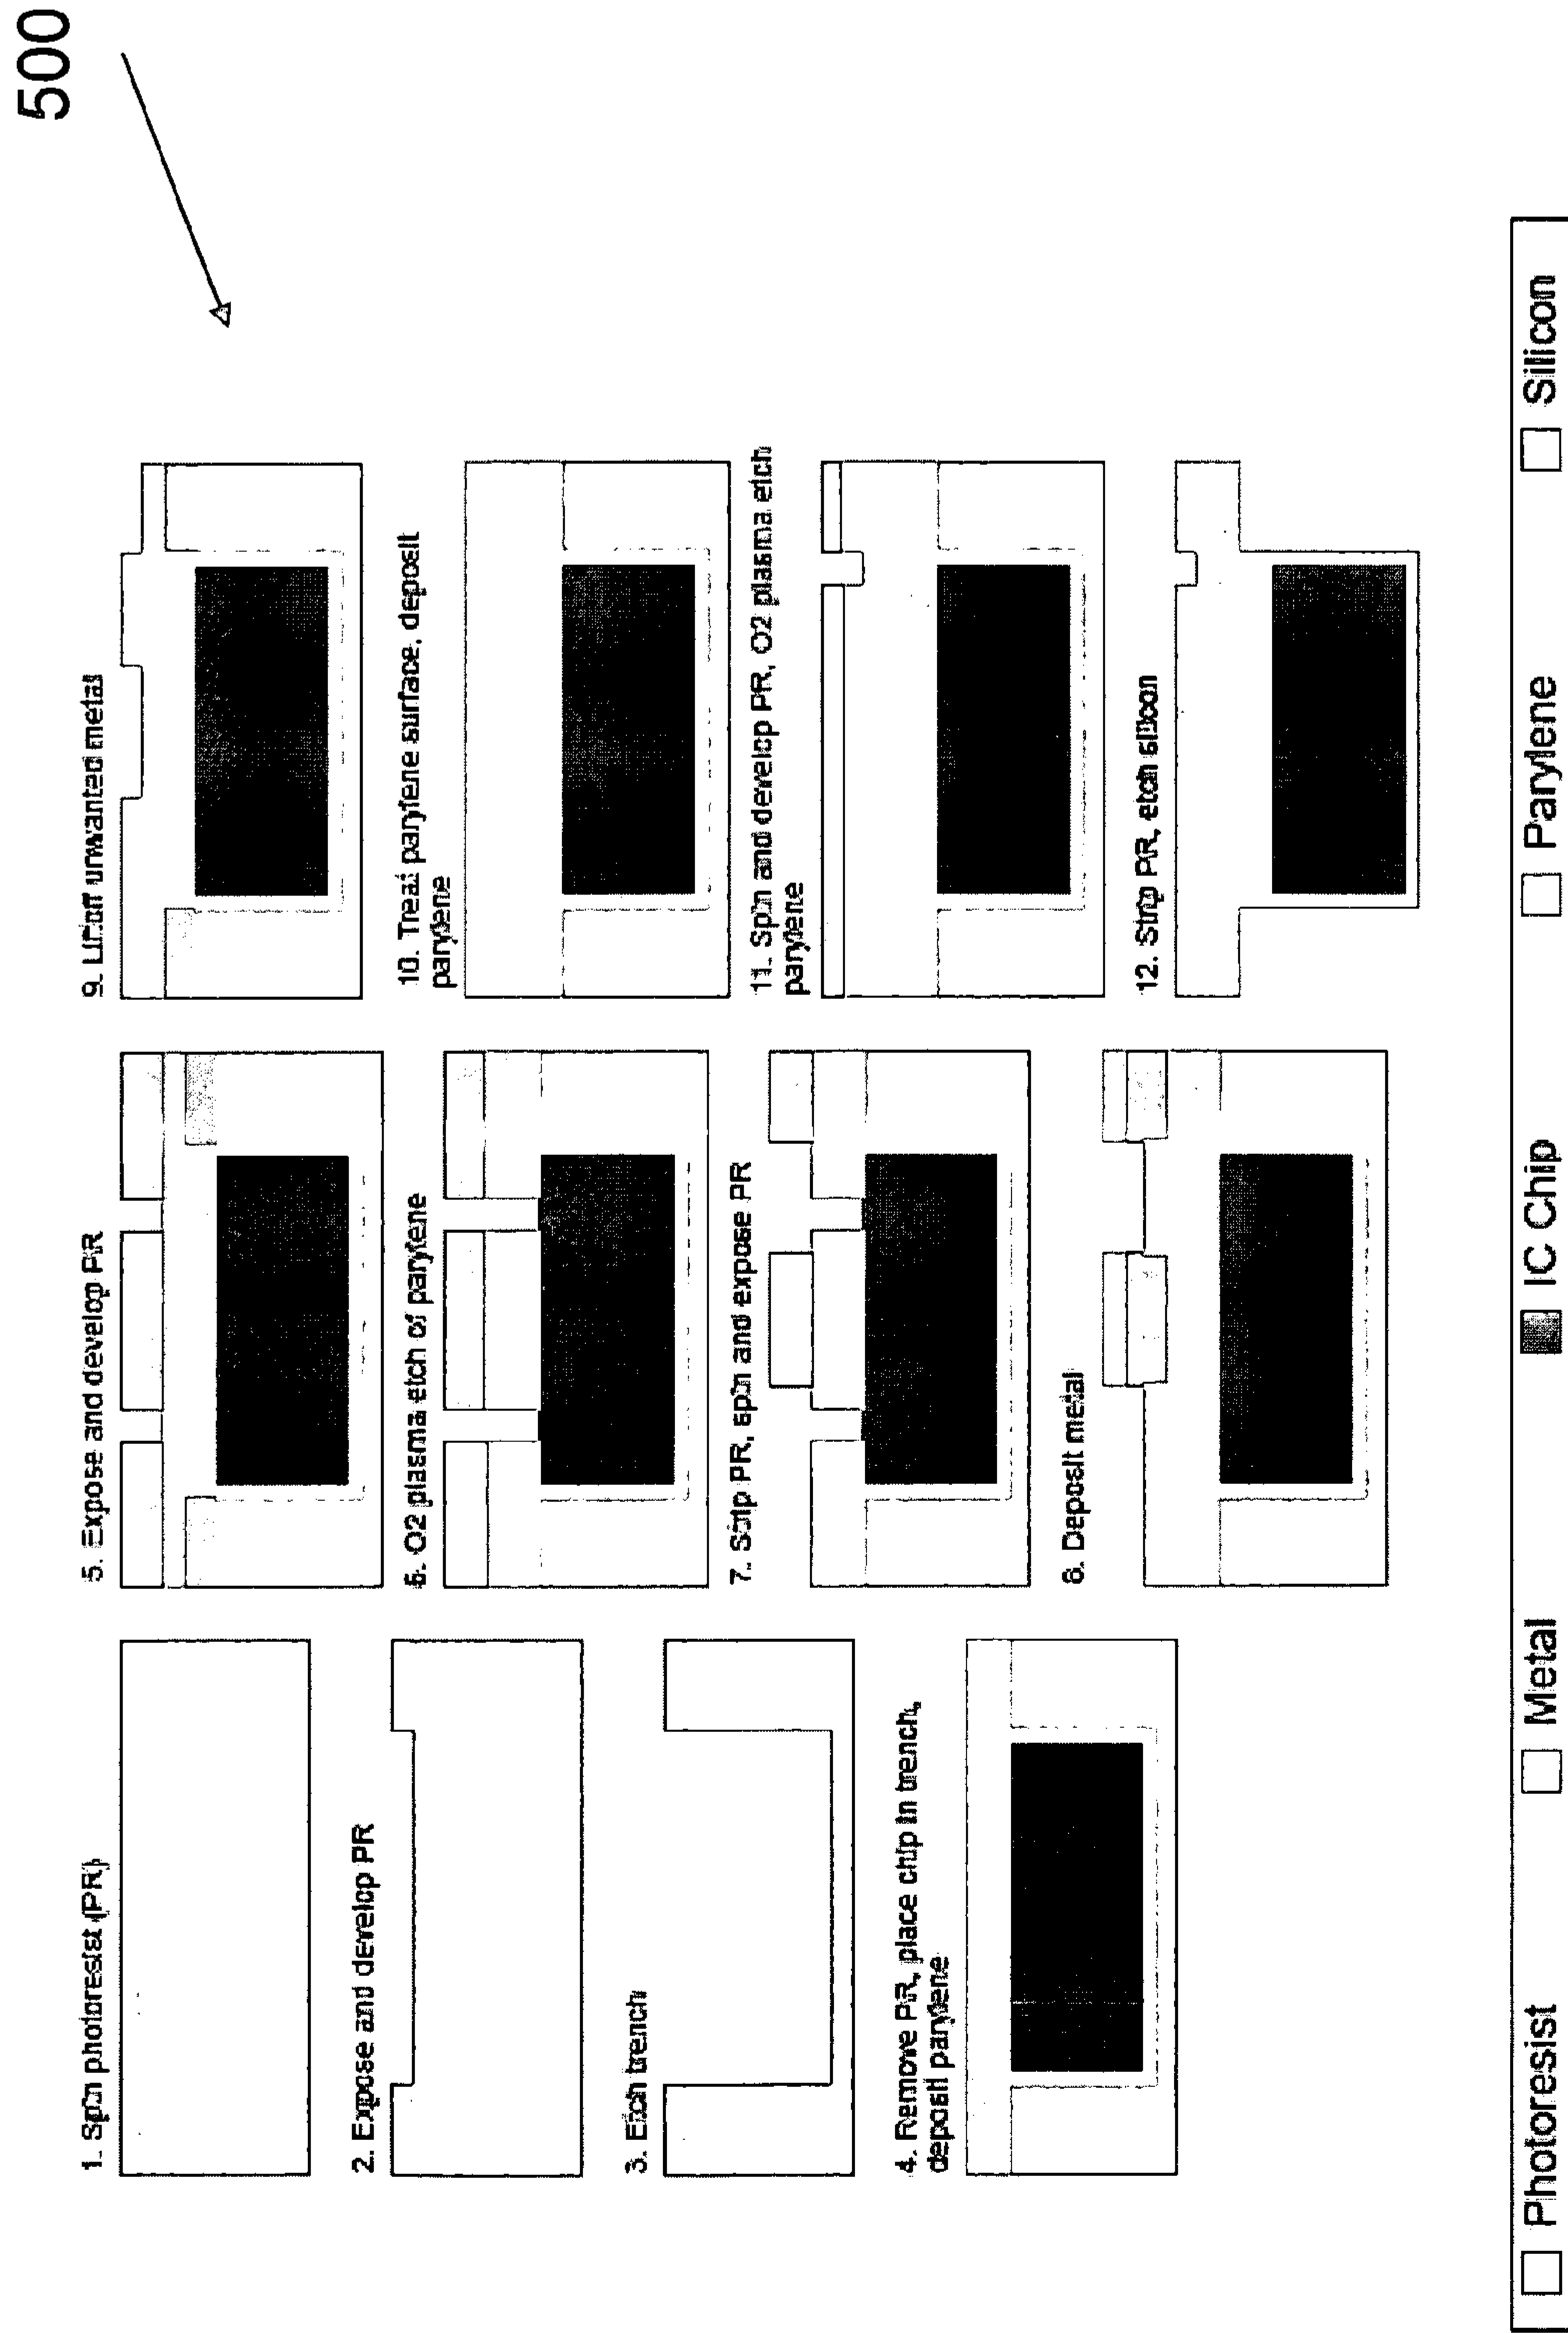 500
1. Spin photoresist (PR)
2. Expose and develop PR
3. Etch trench
4. Remove PR, place chip in trench,
deposit parylene
5. Expose and develop PR
6. O2 plasma etch of parylene
7. Strip PR, spin and expose PR
8. Deposit metal
9. Liftoff unwanted metal
10. Treat parylene surface, deposit
parylene
11. Spin and develop PR, O2 plasma etch
parylene
12. Strip PR, etch silicon
Photoresist
Metal
IC Chip
Parylene
Silicon